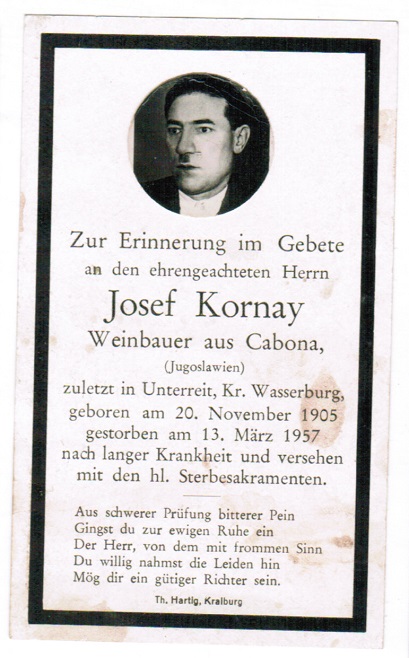 Zur Erinnerung im Gebete
an den ehrengeachteten Herrn
Josef Kornay
Weinbauer aus Cabona,
(Jugoslawien)
zuletzt in Unterreit, Kr. Wasserburg,
geboren am 20. November 1905
gestorben am 13. März 1957
nach langer Krankheit und versehen
mit den hl. Sterbesakramenten.
Aus schwerer Prüfung bitterer Pein
Gingst du zur ewigen Ruhe ein
Der Herr, von dem mit frommen Sinn
Du willig nahmst die Leiden hin
Mög dir ein gütiger Richter sein.
Th. Hartig, Kraiburg